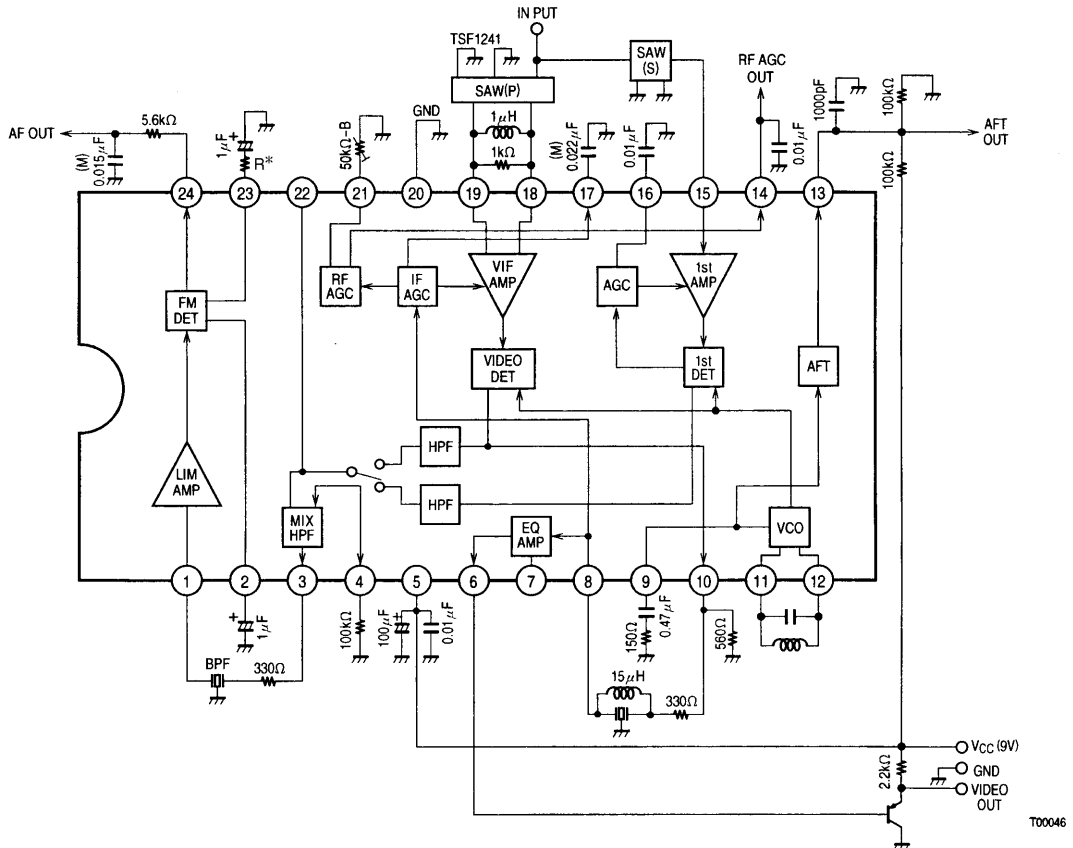 IN PUT
TSF1241
SAW(P)
SAW
(S)
RF AGC
OUT
1000pF
100kΩ
AFT
OUT
100kΩ
0.01μF
AF OUT
5.6kΩ
(M)
0.015μF
1μF
+
R*
50kΩ-B
GND
1μH
1kΩ
(M)
0.022μF
0.01μF
24
23
22
21
20
19
18
17
16
15
14
13
FM
DET
RF
AGC
IF
AGC
VIF
AMP
AGC
1st
AMP
VIDEO
DET
1st
DET
AFT
LIM
AMP
HPF
HPF
MIX
HPF
EQ
AMP
VCO
1
2
3
4
5
6
7
8
9
10
11
12
+
1μF
BPF
330Ω
100kΩ
100μF
+
0.01μF
15μH
330Ω
150Ω
0.47μF
560Ω
VCC (9V)
2.2kΩ
GND
VIDEO
OUT
T00046